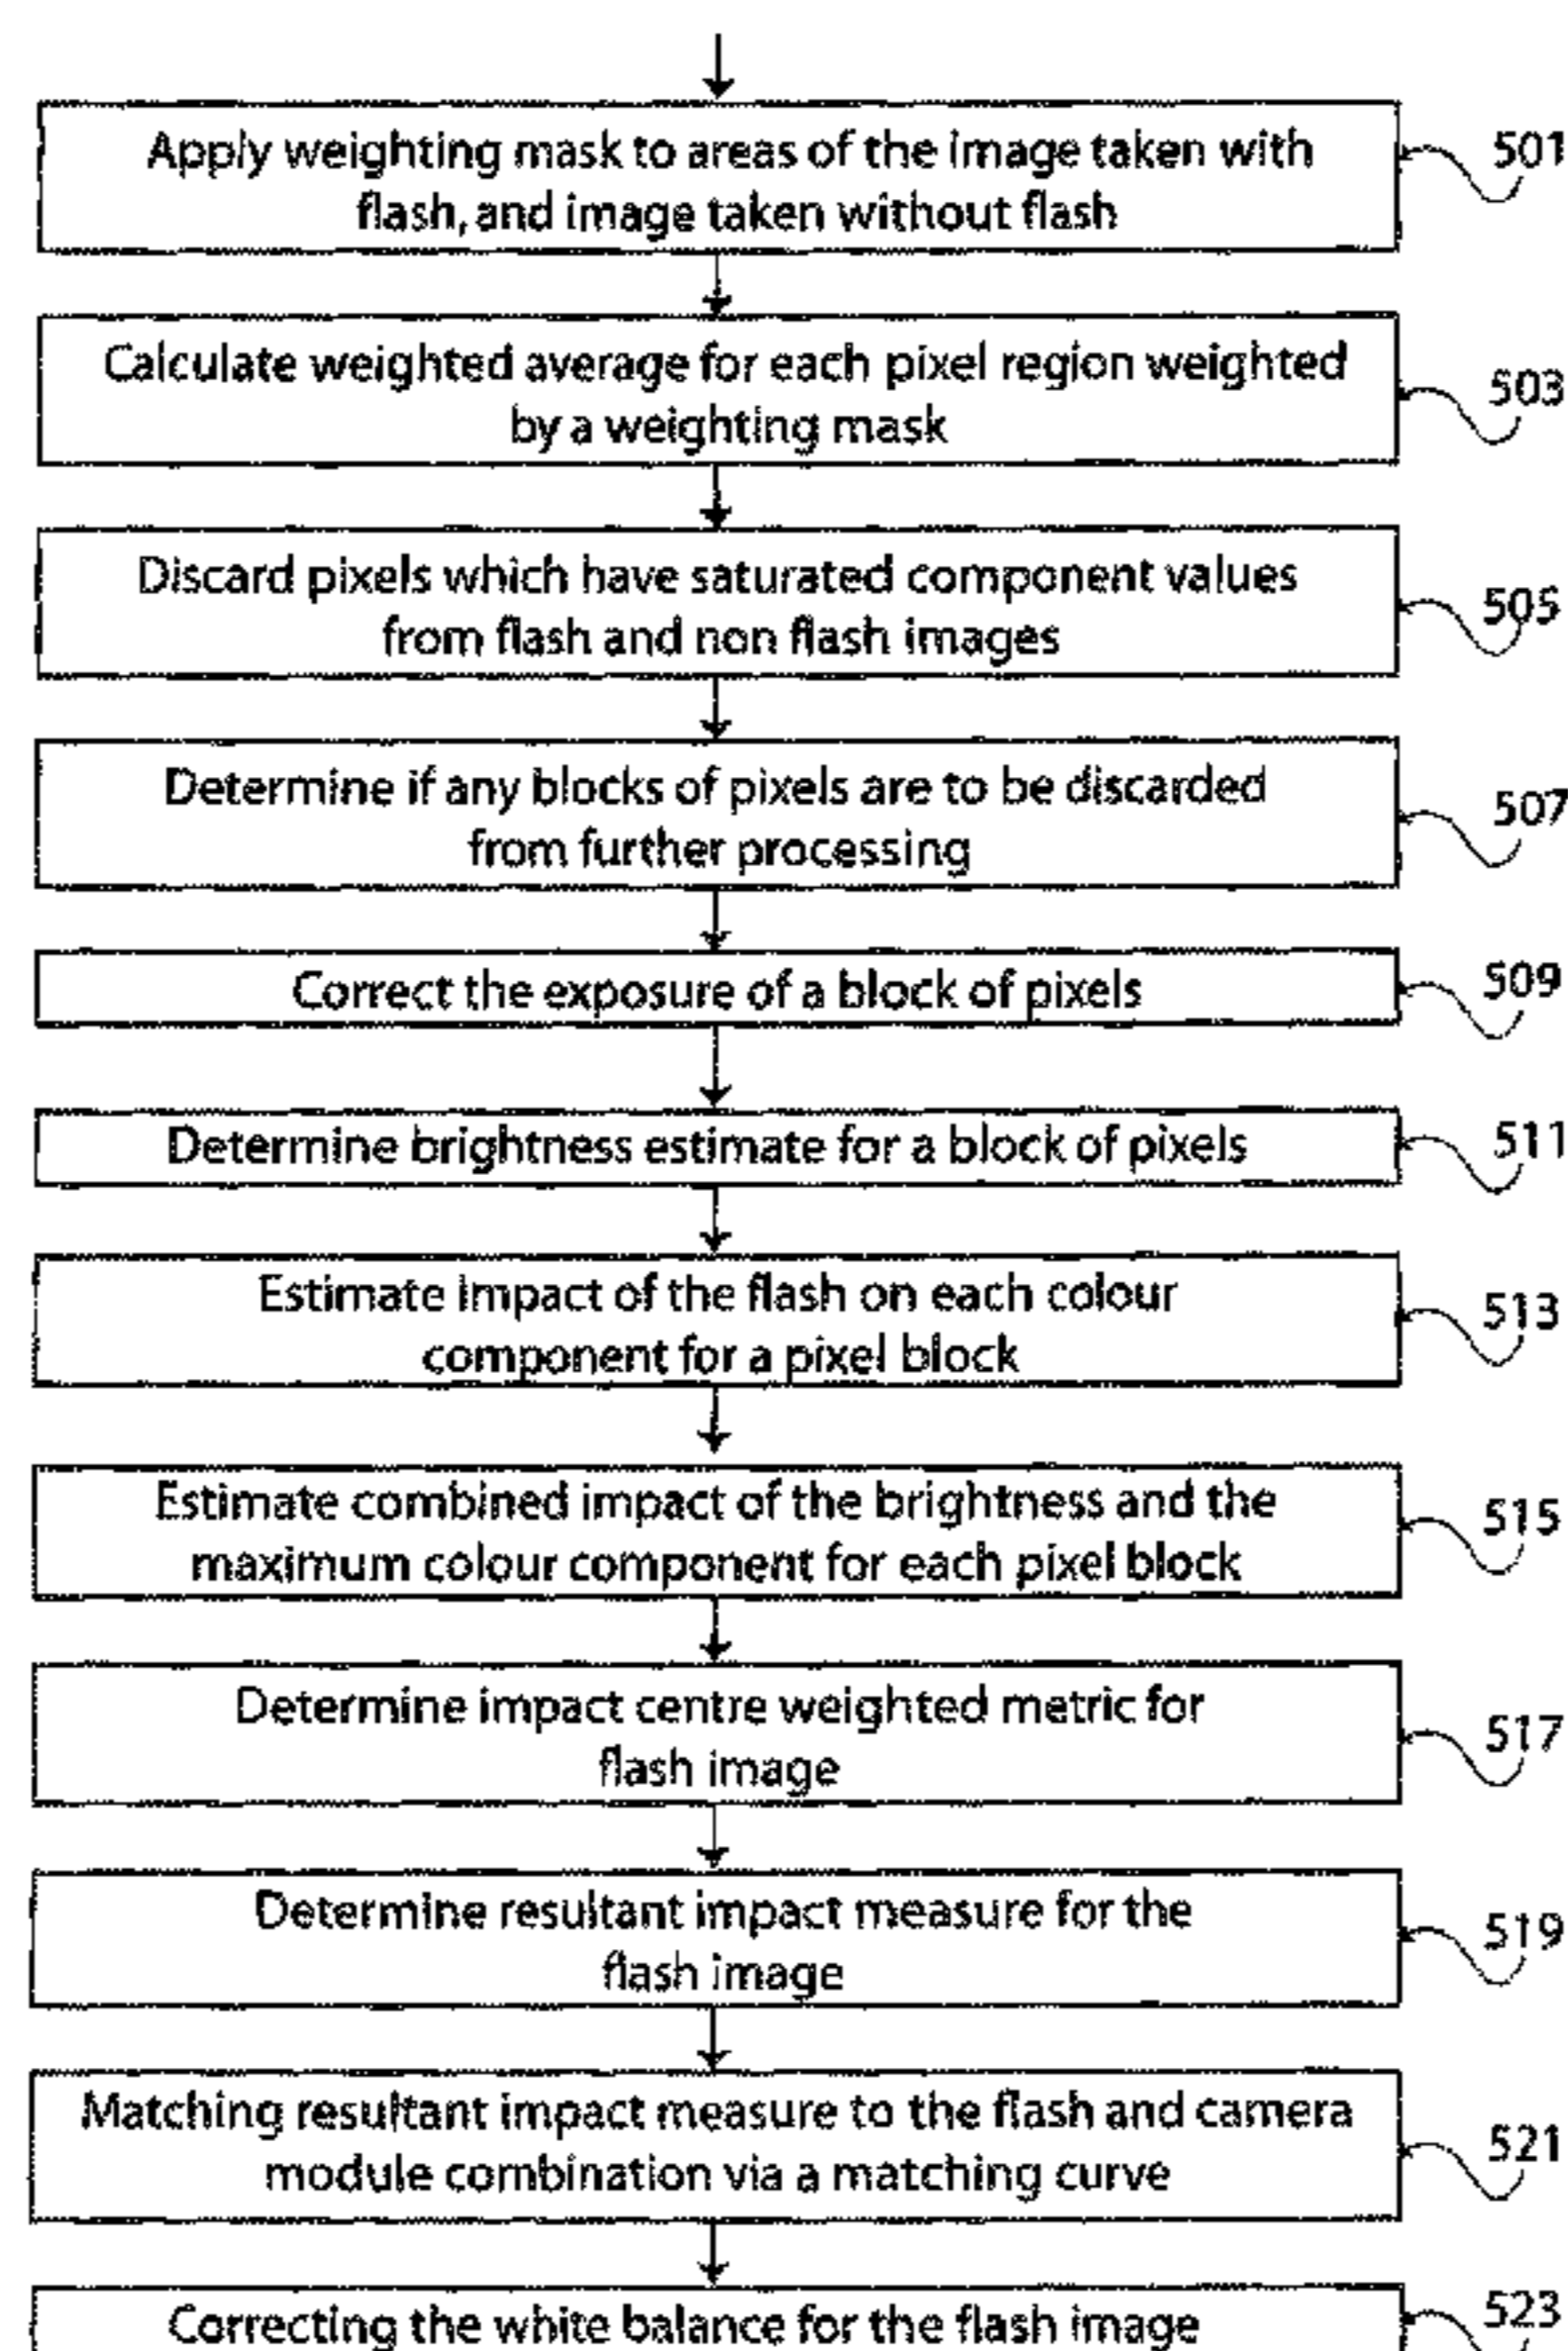 Apply weighting mask to areas of the image taken with
flash, and image taken without flash
501
Calculate weighted average for each pixel region weighted
by a weighting mask
503
Discard pixels which have saturated component values
from flash and non flash images
505
Determine if any blocks of pixels are to be discarded
from further processing
507
Correct the exposure of a block of pixels
509
Determine brightness estimate for a block of pixels
511
Estimate impact of the flash on each colour
component for a pixel block
513
Estimate combined impact of the brightness and the
maximum colour component for each pixel block
515
Determine impact centre weighted metric for
flash image
517
Determine resultant impact measure for the
flash image
519
Matching resultant impact measure to the flash and camera
module combination via a matching curve
521
Correcting the white balance for the flash image
523